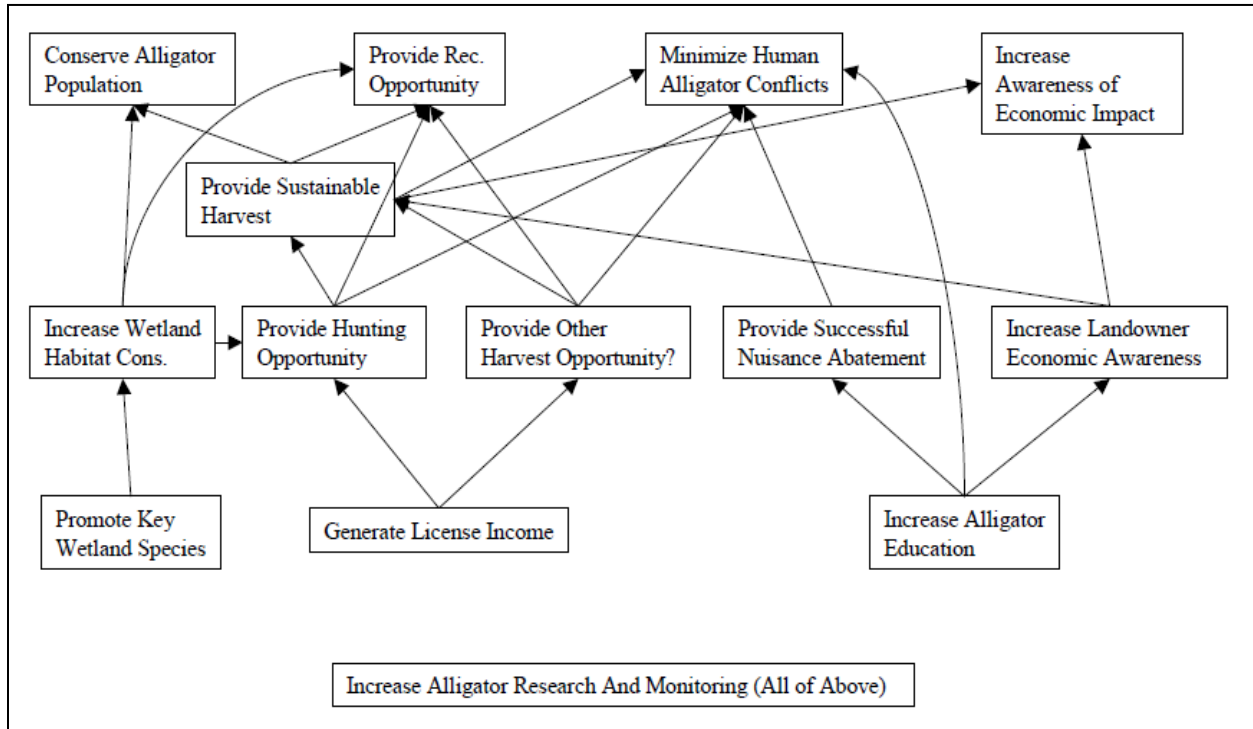 Conserve Alligator
Population
Provide Rec.
Opportunity
Minimize Human
Alligator Conflicts
Increase
Awareness of
Economic Impact
Provide Sustainable
Harvest
Increase Wetland
Habitat Cons.
Provide Hunting
Opportunity
Provide Other
Harvest Opportunity?
Provide Successful
Nuisance Abatement
Increase Landowner
Economic Awareness
Promote Key
Wetland Species
Generate License Income
Increase Alligator
Education
Increase Alligator Research And Monitoring (All of Above)